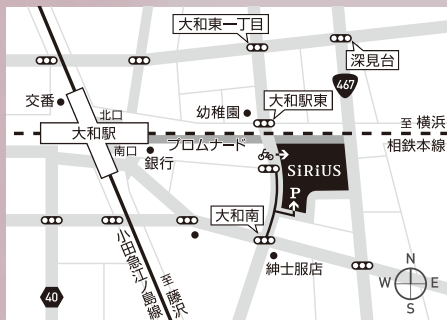 大和東一丁目
深見台
467
交番
北口
幼稚園
大和駅東
至 横浜
大和駅
プロムナード
相鉄本線
南口
銀行
SiRiUS
P
大和南
小田急江ノ島線
至 藤沢
紳士服店
40
N
W
E
S